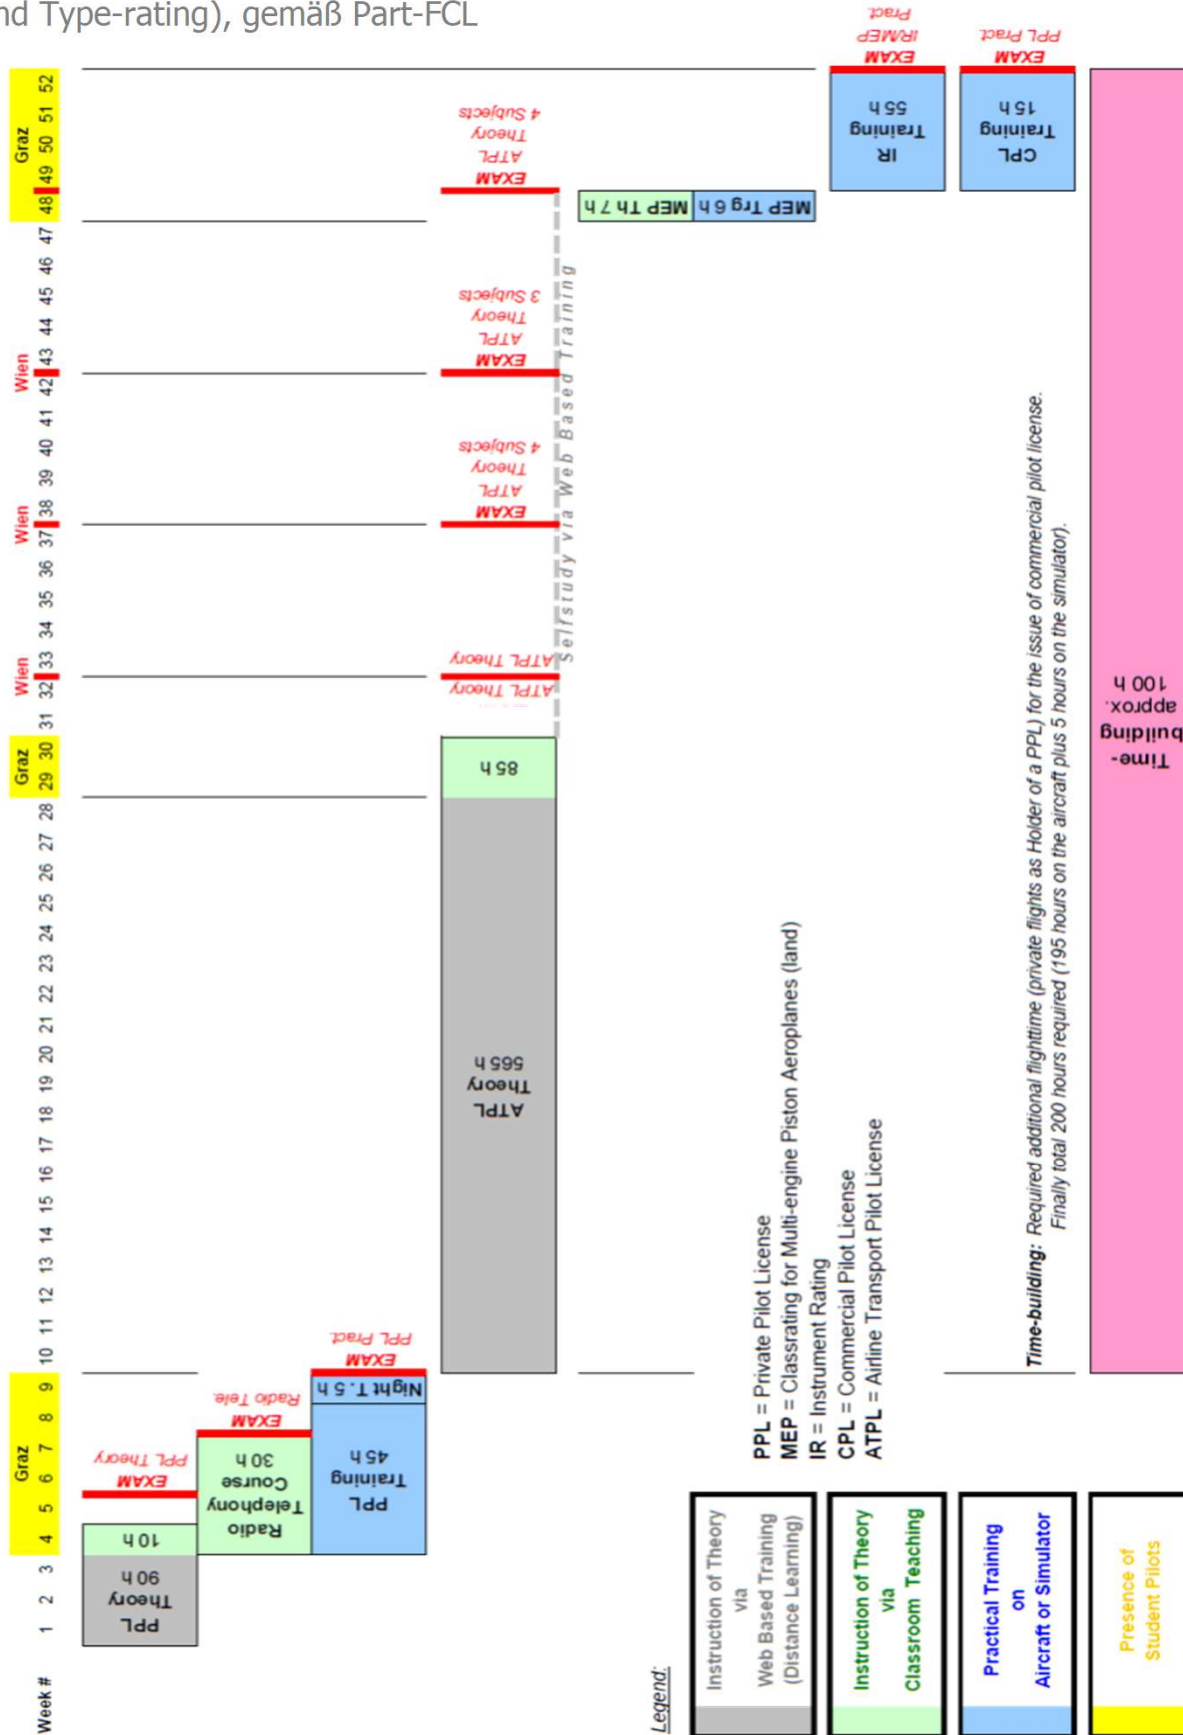 nd Type-rating), gemäß Part-FCL
Week #
1 2 3 4 5 6 7 8 9 10 11 12 13 14 15 16 17 18 19 20 21 22 23 24 25 26 27 28 29 30 31 32 33 34 35 36 37 38 39 40 41 42 43 44 45 46 47 48 49 50 51 52
Graz
Graz
Wien
Wien
Wien
Graz
PPL
Theory
90 h
10 h
EXAM
PPL Theory
Radio
Telephony
Course
30 h
EXAM
Radio Tele.
PPL
Training
45 h
Night T. 5 h
EXAM
PPL Pract.
ATPL
Theory
565 h
85 h
ATPL Theory
ATPL Theory
EXAM
ATPL
Theory
4 Subjects
EXAM
ATPL
Theory
3 Subjects
EXAM
ATPL
Theory
4 Subjects
Selfstudy via Web Based Training
MEP Th 7 h
MEP Trg 6 h
IR
Training
55 h
EXAM
IR/MEP
Pract.
CPL
Training
15 h
EXAM
PPL Pract.
Time-
building
approx.
100 h
PPL = Private Pilot License
MEP = Classrating for Multi-engine Piston Aeroplanes (land)
IR = Instrument Rating
CPL = Commercial Pilot License
ATPL = Airline Transport Pilot License
Time-building: Required additional flighttime (private flights as Holder of a PPL) for the issue of commercial pilot license.
Finally total 200 hours required (195 hours on the aircraft plus 5 hours on the simulator).
Legend:
Instruction of Theory
via
Web Based Training
(Distance Learning)
Instruction of Theory
via
Classroom Teaching
Practical Training
on
Aircraft or Simulator
Presence of
Student Pilots